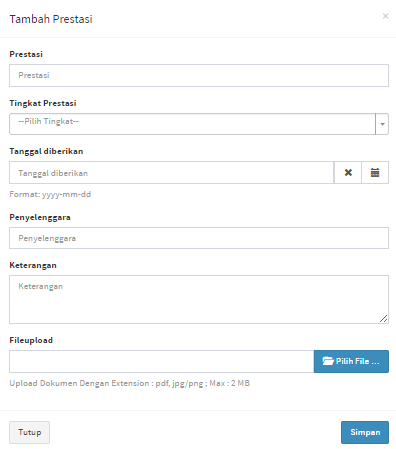 Tambah Prestasi ×
Prestasi
Prestasi
Tingkat Prestasi
--Pilih Tingkat--
Tanggal diberikan
Tanggal diberikan
Format: yyyy-mm-dd
Penyelenggara
Penyelenggara
Keterangan
Keterangan
Fileupload
Pilih File ...
Upload Dokumen Dengan Extension : pdf, jpg/png ; Max : 2 MB
Tutup Simpan